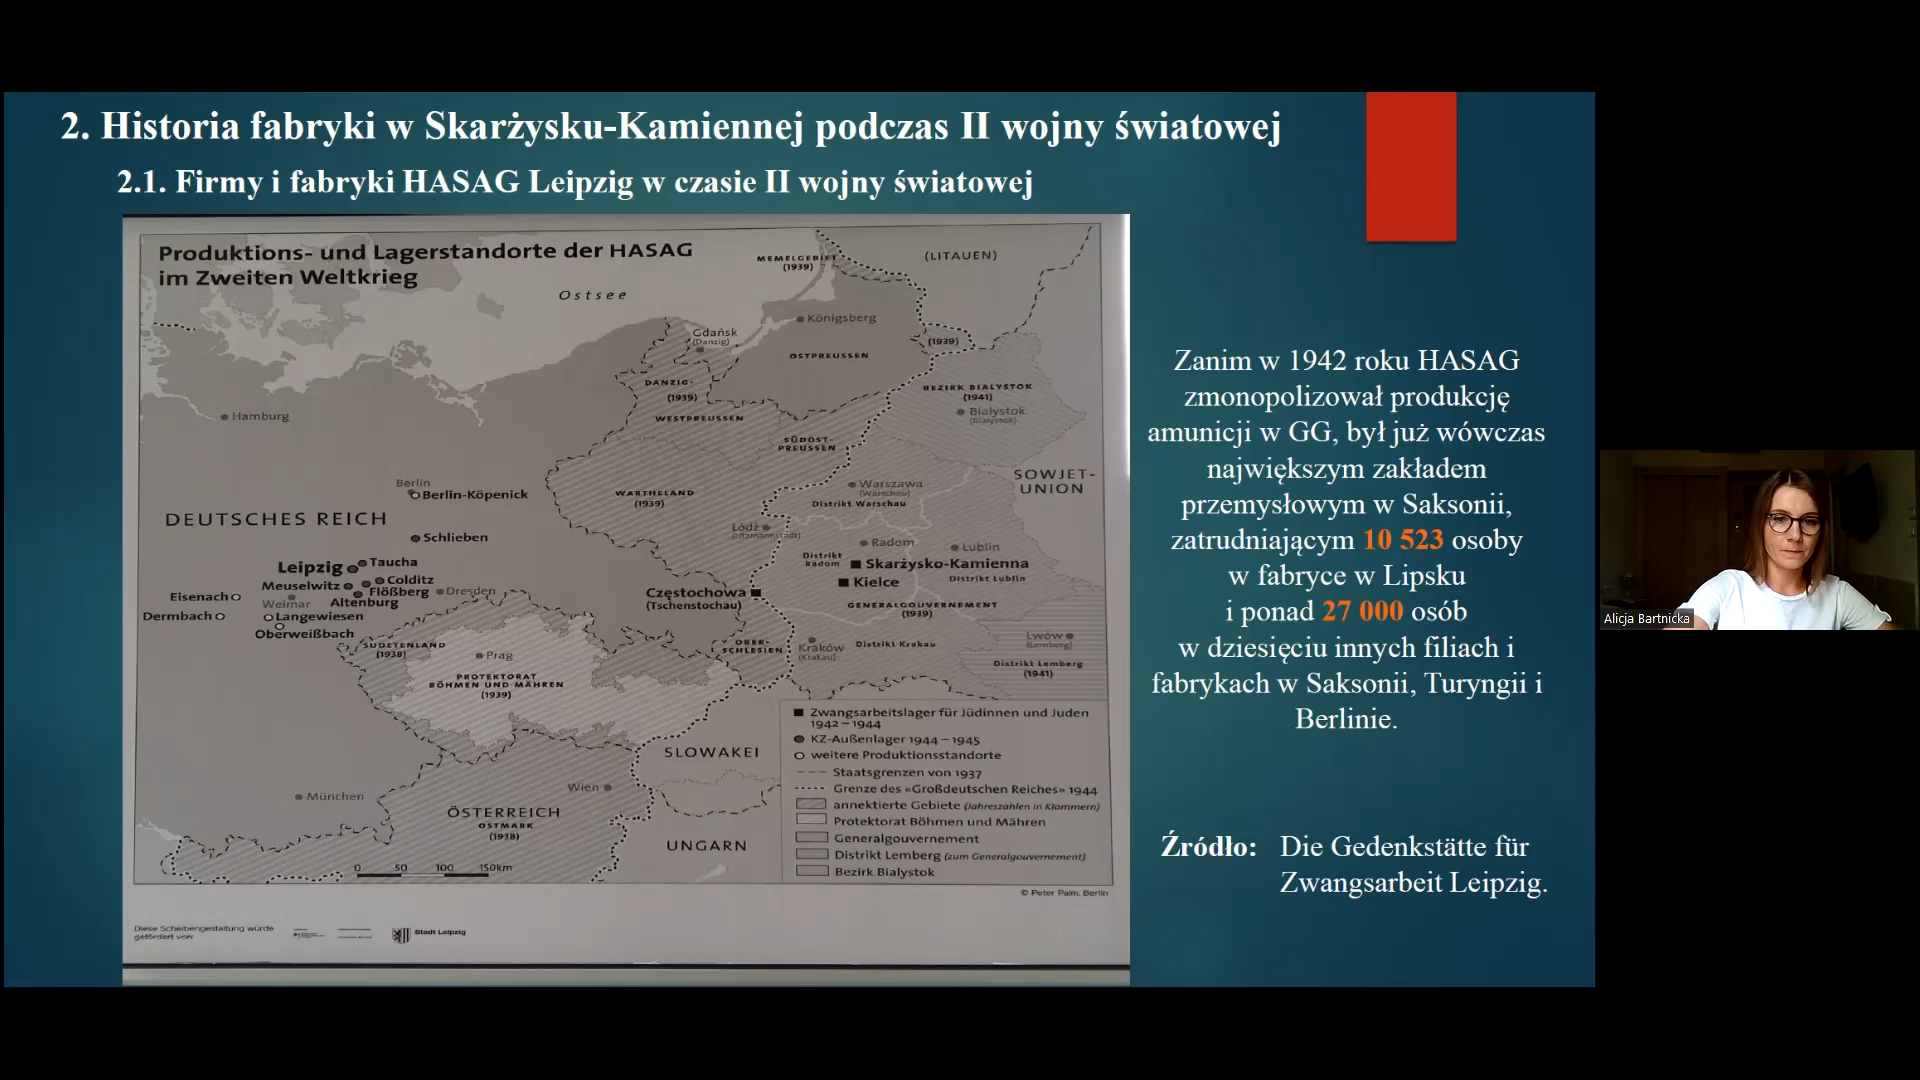 2. Historia fabryki w Skarżysku-Kamiennej podczas II wojny światowej
2.1. Firmy i fabryki HASAG Leipzig w czasie II wojny światowej
Produktions- und Lagerstandorte der HASAG
im Zweiten Weltkrieg
Ostsee
MEMELGEBIET
(1939)
(LITAUEN)
Königsberg
Gdańsk
(Danzig)
OSTPREUSSEN
(1939)
DANZIG-
(1939)
WESTPREUSSEN
BEZIRK BIALYSTOK
(1941)
Białystok
(Bialystok)
Hamburg
SÜDOST-
PREUSSEN
SOWJET-
UNION
Berlin
Berlin-Köpenick
WARTHELAND
(1939)
Warszawa
(Warschau)
Distrikt Warschau
DEUTSCHES REICH
Łódź
(Litzmannstadt)
Schlieben
Radom
Lublin
Distrikt
Radom
Skarżysko-Kamienna
Distrikt Lublin
Leipzig
Taucha
Meuselwitz
Colditz
Flößberg
Kielce
Eisenach
Weimar
Altenburg
Dresden
Częstochowa
(Tschenstochau)
GENERALGOUVERNEMENT
(1939)
Dermbach
Langewiesen
Oberweißbach
SUDETENLAND
(1938)
Prag
OBER-
SCHLESIEN
Kraków
(Krakau)
Distrikt Krakau
Lwów
(Lemberg)
Distrikt Lemberg
(1941)
PROTEKTORAT
BÖHMEN UND MÄHREN
(1939)
SLOWAKEI
München
Wien
ÖSTERREICH
OSTMARK
(1938)
UNGARN
0 50 100 150km
Zwangsarbeitslager für Jüdinnen und Juden
1942–1944
KZ-Außenlager 1944–1945
weitere Produktionsstandorte
Staatsgrenzen von 1937
Grenze des «Großdeutschen Reiches» 1944
annektierte Gebiete (Jahreszahlen in Klammern)
Protektorat Böhmen und Mähren
Generalgouvernement
Distrikt Lemberg (zum Generalgouvernement)
Bezirk Bialystok
© Peter Palm, Berlin
Diese Scheibengestaltung wurde
gefördert von:
Stadt Leipzig
Zanim w 1942 roku HASAG
zmonopolizował produkcję
amunicji w GG, był już wówczas
największym zakładem
przemysłowym w Saksonii,
zatrudniającym 10 523 osoby
w fabryce w Lipsku
i ponad 27 000 osób
w dziesięciu innych filiach i
fabrykach w Saksonii, Turyngii i
Berlinie.
Źródło: Die Gedenkstätte für
Zwangsarbeit Leipzig.
Alicja Bartnicka